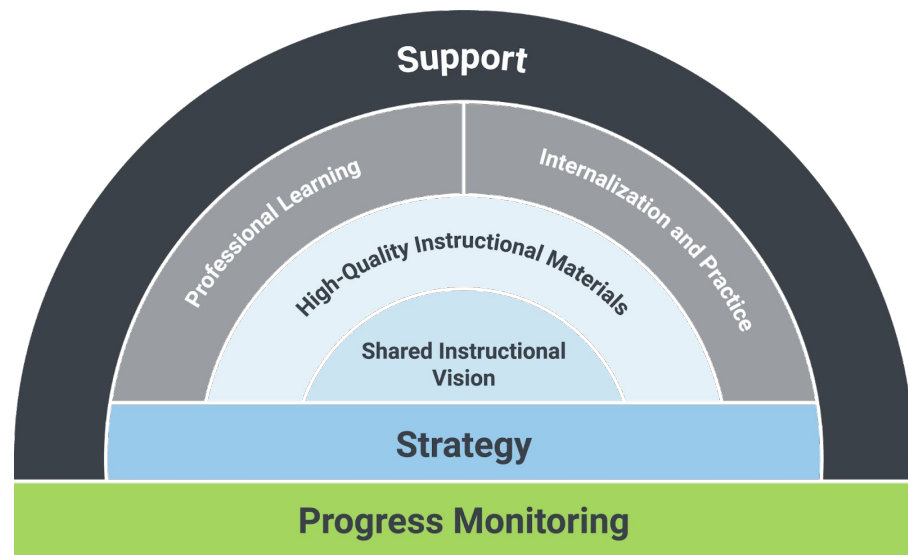 Support
Professional Learning
Internalization and Practice
High-Quality Instructional Materials
Shared Instructional
Vision
Strategy
Progress Monitoring